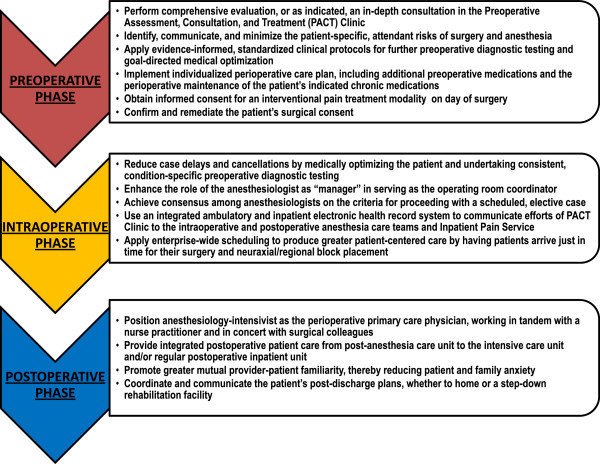 PREOPERATIVE
PHASE
• Perform comprehensive evaluation, or as indicated, an in-depth consultation in the Preoperative
Assessment, Consultation, and Treatment (PACT) Clinic
• Identify, communicate, and minimize the patient-specific, attendant risks of surgery and anesthesia
• Apply evidence-informed, standardized clinical protocols for further preoperative diagnostic testing and
goal-directed medical optimization
• Implement individualized perioperative care plan, including additional preoperative medications and the
perioperative maintenance of the patient's indicated chronic medications
• Obtain informed consent for an interventional pain treatment modality on day of surgery
• Confirm and remediate the patient's surgical consent
INTRAOPERATIVE
PHASE
• Reduce case delays and cancellations by medically optimizing the patient and undertaking consistent,
condition-specific preoperative diagnostic testing
• Enhance the role of the anesthesiologist as “manager” in serving as the operating room coordinator
• Achieve consensus among anesthesiologists on the criteria for proceeding with a scheduled, elective case
• Use an integrated ambulatory and inpatient electronic health record system to communicate efforts of PACT
Clinic to the intraoperative and postoperative anesthesia care teams and Inpatient Pain Service
• Apply enterprise-wide scheduling to produce greater patient-centered care by having patients arrive just in
time for their surgery and neuraxial/regional block placement
POSTOPERATIVE
PHASE
• Position anesthesiology-intensivist as the perioperative primary care physician, working in tandem with a
nurse practitioner and in concert with surgical colleagues
• Provide integrated postoperative patient care from post-anesthesia care unit to the intensive care unit
and/or regular postoperative inpatient unit
• Promote greater mutual provider-patient familiarity, thereby reducing patient and family anxiety
• Coordinate and communicate the patient's post-discharge plans, whether to home or a step-down
rehabilitation facility